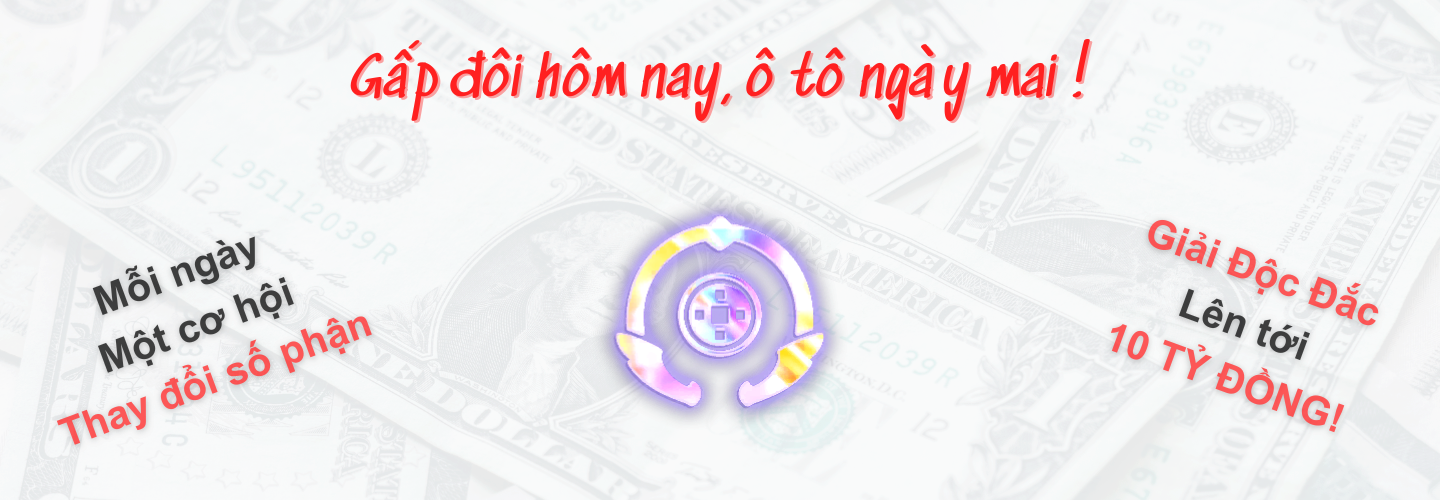 Gấp đôi hôm nay, ô tô ngày mai !
Mỗi ngày
Một cơ hội
Thay đổi số phận
Giải Độc Đắc
Lên tới
10 TỶ ĐỒNG!